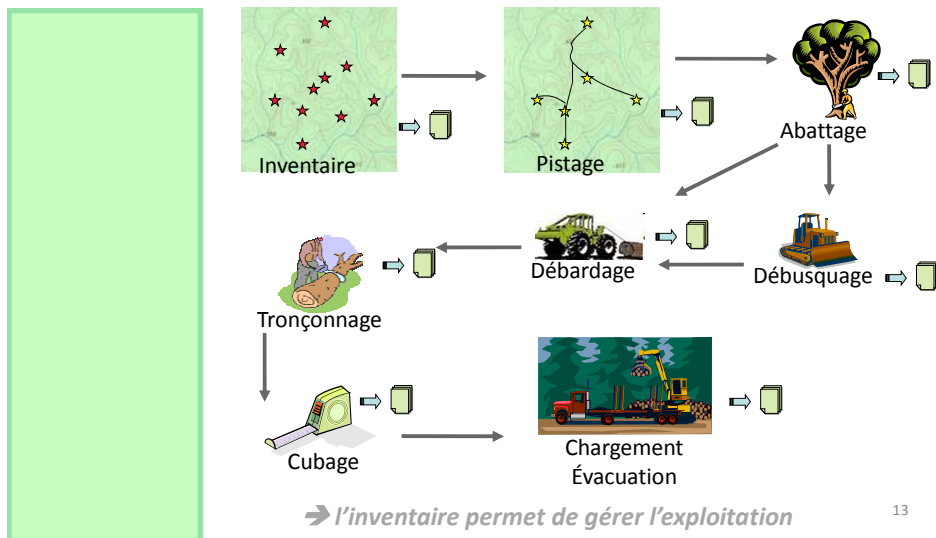 Inventaire
Pistage
Abattage
Débardage
Débusquage
Tronçonnage
Cubage
Chargement
Évacuation
➔ l'inventaire permet de gérer l'exploitation
13